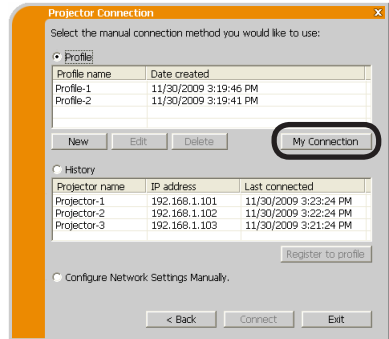 Projector Connection x
Select the manual connection method you would like to use:
Profile
Profile name Date created
Profile-1 11/30/2009 3:19:46 PM
Profile-2 11/30/2009 3:19:41 PM
New Edit Delete My Connection
History
Projector name IP address Last connected
Projector-1 192.168.1.101 11/30/2009 3:23:24 PM
Projector-2 192.168.1.102 11/30/2009 3:22:24 PM
Projector-3 192.168.1.103 11/30/2009 3:21:24 PM
Register to profile
Configure Network Settings Manually.
< Back Connect Exit